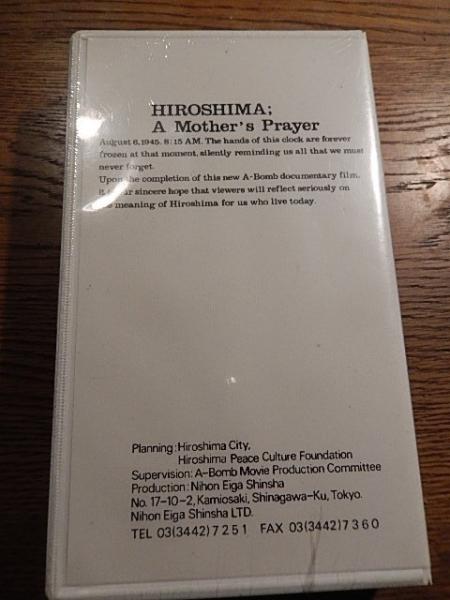 HIROSHIMA;
A Mother's Prayer
August 6, 1945. 8:15 AM. The hands of this clock are forever
frozen at that moment, silently reminding us all that we must
never forget.
Upon the completion of this new A-Bomb documentary film,
sincere hope that viewers will reflect seriously on
meaning of Hiroshima for us who live today.
Planning: Hiroshima City,
Hiroshima Peace Culture Foundation
Supervision: A-Bomb Movie Production Committee
Production: Nihon Eiga Shinsha
No. 17-10-2, Kamiosaki, Shinagawa-Ku, Tokyo.
Nihon Eiga Shinsha LTD.
TEL 03(3442)7251 FAX 03(3442)7360